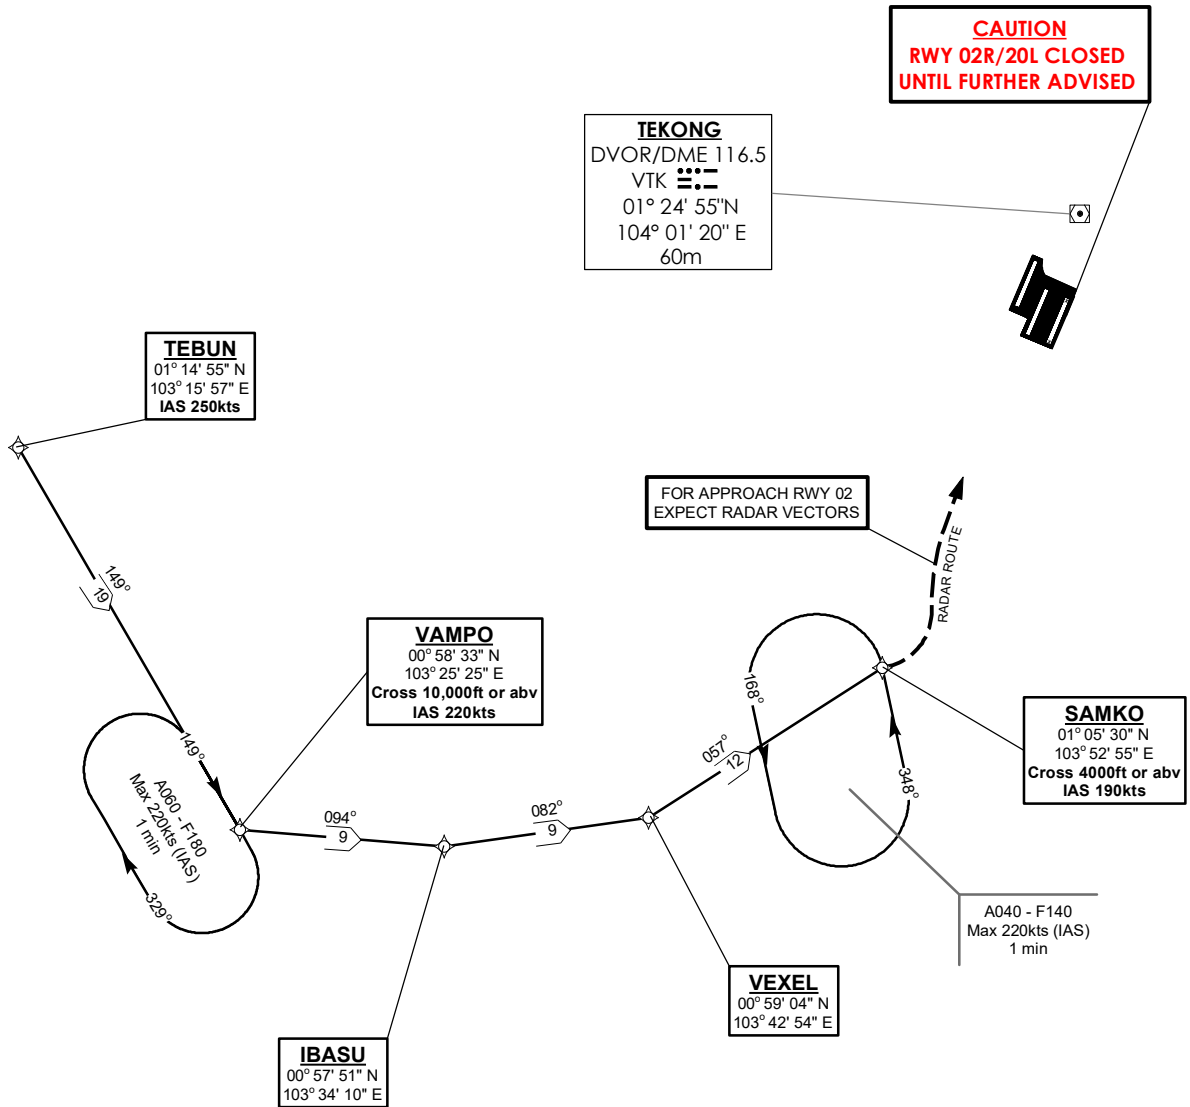 CAUTION
RWY 02R/20L CLOSED
UNTIL FURTHER ADVISED
TEKONG
DVOR/DME 116.5
VTK
01° 24' 55"N
104° 01' 20" E
60m
TEBUN
01° 14' 55" N
103° 15' 57" E
IAS 250kts
FOR APPROACH RWY 02
EXPECT RADAR VECTORS
RADAR ROUTE
149°
19
VAMPO
00° 58' 33" N
103° 25' 25" E
Cross 10,000ft or abv
IAS 220kts
168°
057°
12
348°
SAMKO
01° 05' 30" N
103° 52' 55" E
Cross 4000ft or abv
IAS 190kts
149°
A060 - F180
Max 220kts (IAS)
1 min
329°
094°
9
082°
9
A040 - F140
Max 220kts (IAS)
1 min
VEXEL
00° 59' 04" N
103° 42' 54" E
IBASU
00° 57' 51" N
103° 34' 10" E